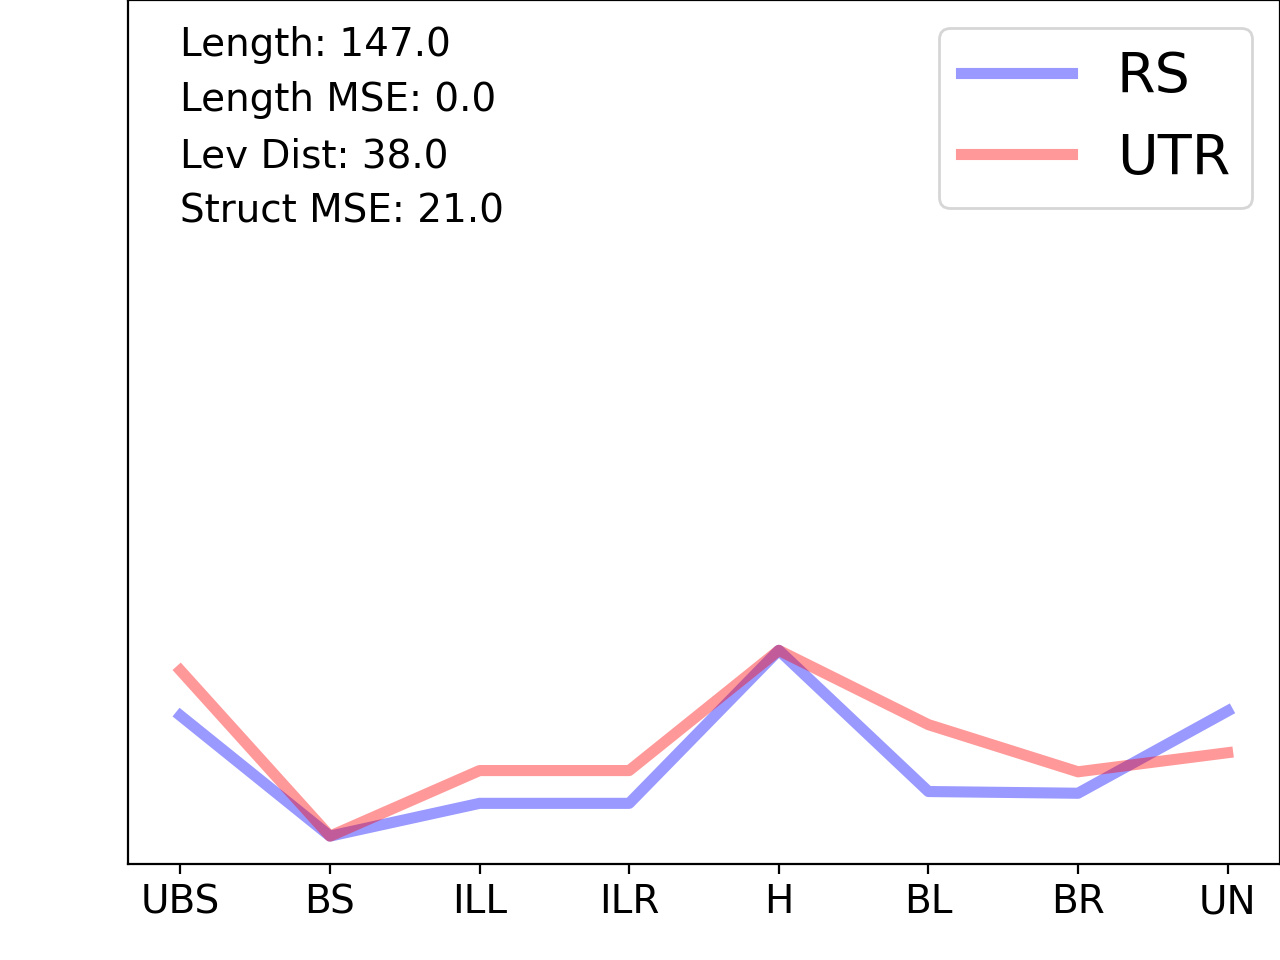 Length: 147.0
Length MSE: 0.0
Lev Dist: 38.0
Struct MSE: 21.0
RS
UTR
UBS BS ILL ILR H BL BR UN